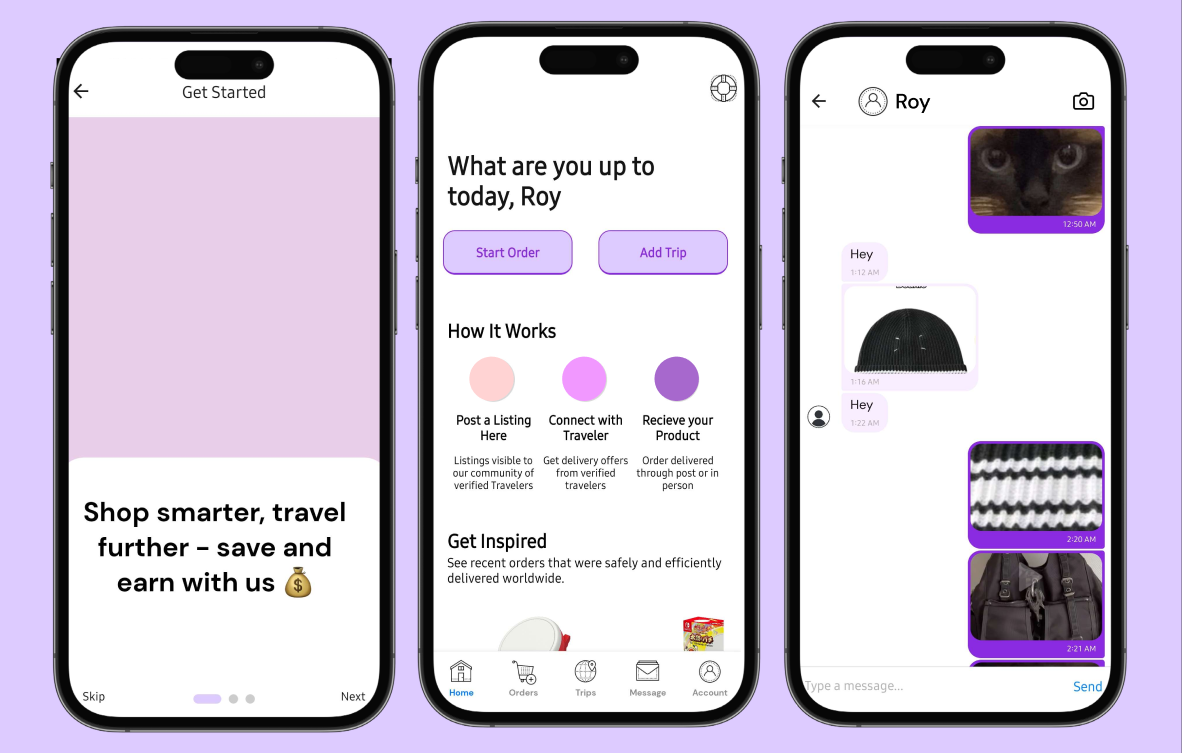 Get Started
Shop smarter, travel
further – save and
earn with us 💰
Skip
Next
What are you up to
today, Roy
Start Order
Add Trip
How It Works
Post a Listing
Here
Connect with
Traveler
Recieve your
Product
Listings visible to
our community of
verified Travelers
Get delivery offers
from verified
travelers
Order delivered
through post or in
person
Get Inspired
See recent orders that were safely and efficiently
delivered worldwide.
Home
Orders
Trips
Message
Account
Roy
12:50 AM
Hey
1:12 AM
1:16 AM
Hey
1:22 AM
2:20 AM
2:21 AM
Type a message...
Send